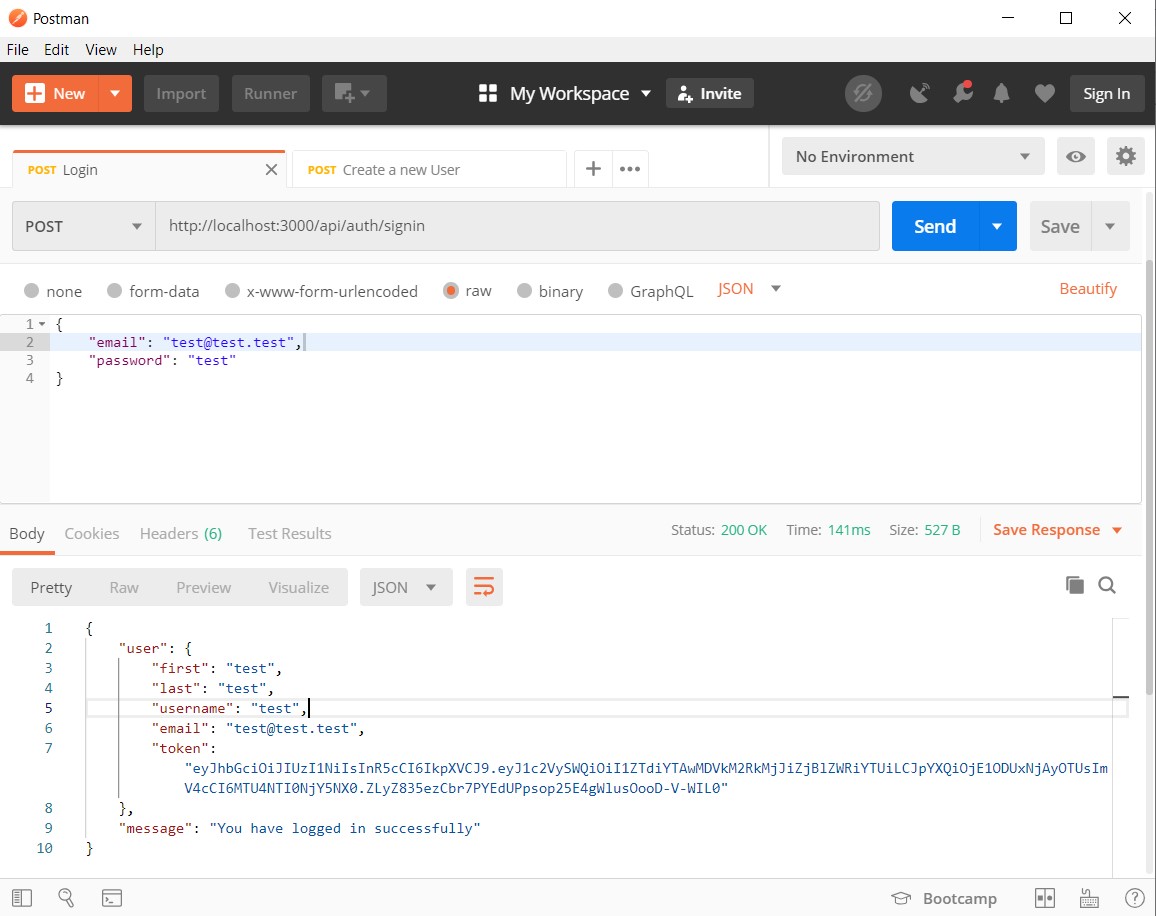 Postman
File Edit View Help
New Import Runner My Workspace Invite Sign In
POST Login POST Create a new User No Environment
POST http://localhost:3000/api/auth/signin Send Save
none form-data x-www-form-urlencoded raw binary GraphQL JSON Beautify
1 {
2 "email": "test@test.test",
3 "password": "test"
4 }
Body Cookies Headers (6) Test Results Status: 200 OK Time: 141ms Size: 527 B Save Response
Pretty Raw Preview Visualize JSON
1 {
2 "user": {
3 "first": "test",
4 "last": "test",
5 "username": "test",
6 "email": "test@test.test",
7 "token":
"eyJhbGciOiJIUzI1NiIsInR5cCI6IkpXVCJ9.eyJ1c2VySWQiOiI1ZTdiYTAwMDVkM2RkMjJiZjBlZWRiYTUiLCJpYXQiOjE1ODUxNjAyOTUsIm
V4cCI6MTU4NTI0NjY5NX0.ZLyZ835ezCbr7PYEdUPpsop25E4gWlusOooD-V-WIL0"
8 },
9 "message": "You have logged in successfully"
10 }
Bootcamp